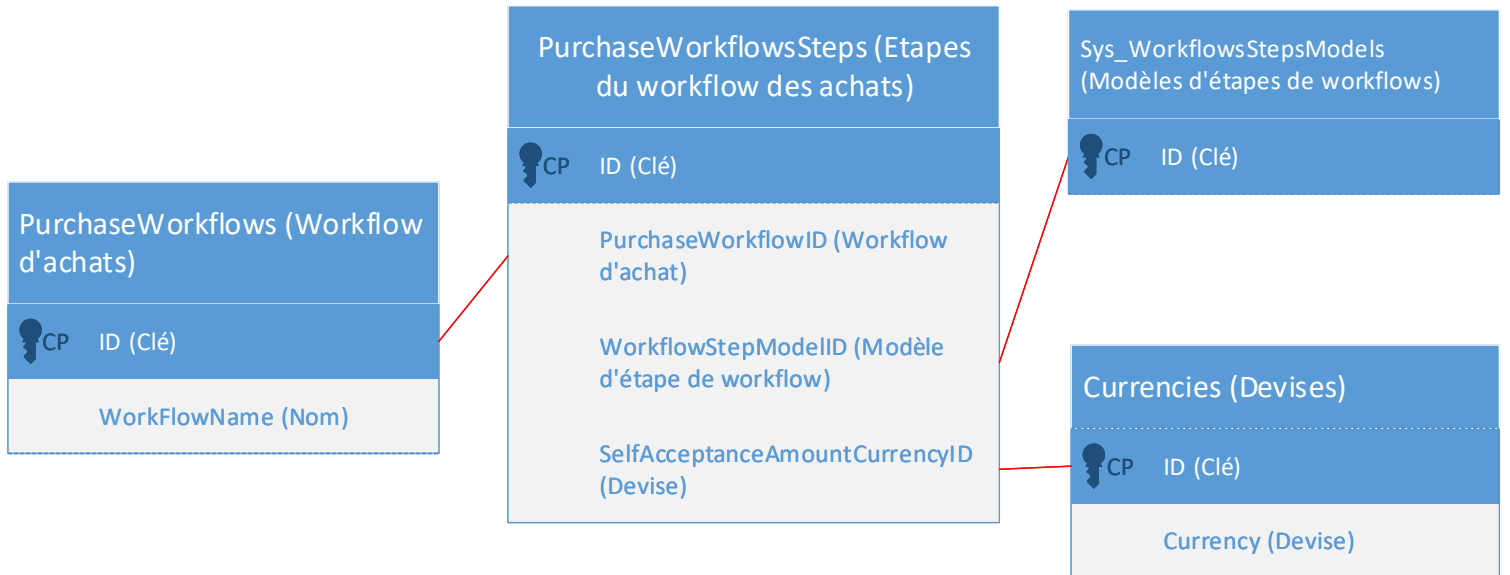 PurchaseWorkflows (Workflow
d'achats)
CP ID (Clé)
WorkFlowName (Nom)
PurchaseWorkflowsSteps (Etapes
du workflow des achats)
CP ID (Clé)
PurchaseWorkflowID (Workflow
d'achat)
WorkflowStepModelID (Modèle
d'étape de workflow)
SelfAcceptanceAmountCurrencyID
(Devise)
Sys_WorkflowsStepsModels
(Modèles d'étapes de workflows)
CP ID (Clé)
Currencies (Devises)
CP ID (Clé)
Currency (Devise)